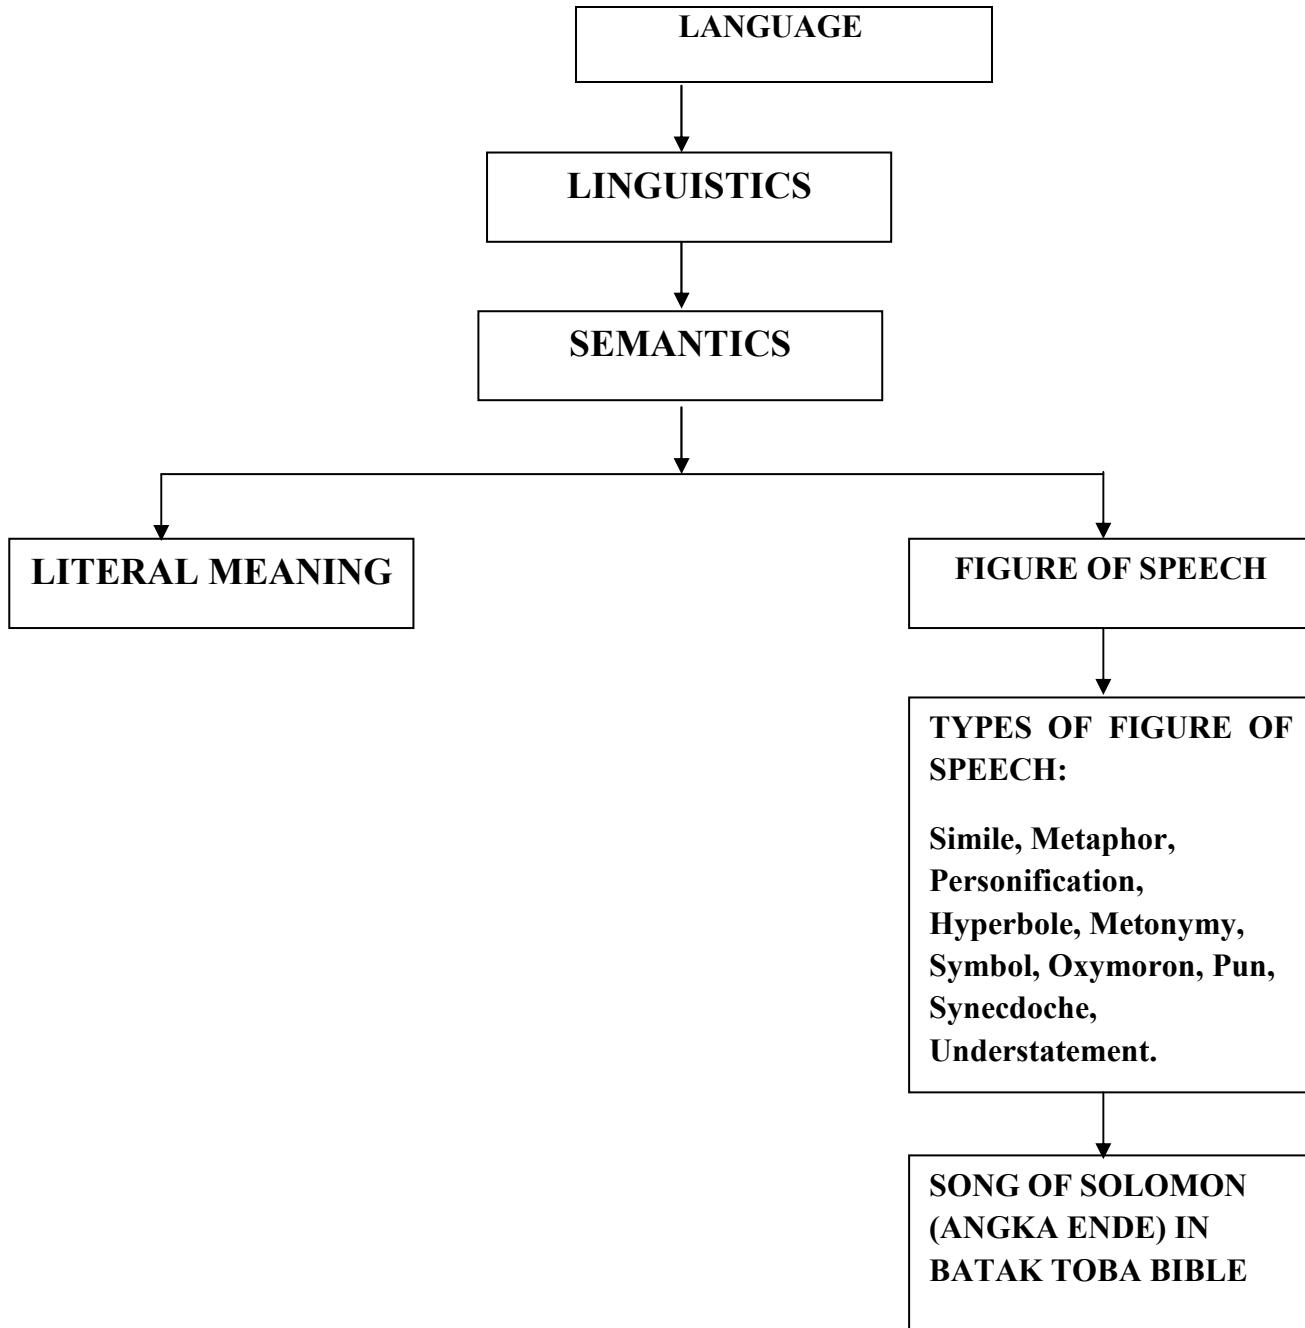 LANGUAGE
LINGUISTICS
SEMANTICS
LITERAL MEANING
FIGURE OF SPEECH
TYPES OF FIGURE OF
SPEECH:
Simile, Metaphor,
Personification,
Hyperbole, Metonymy,
Symbol, Oxymoron, Pun,
Synecdoche,
Understatement.
SONG OF SOLOMON
(ANGKA ENDE) IN
BATAK TOBA BIBLE